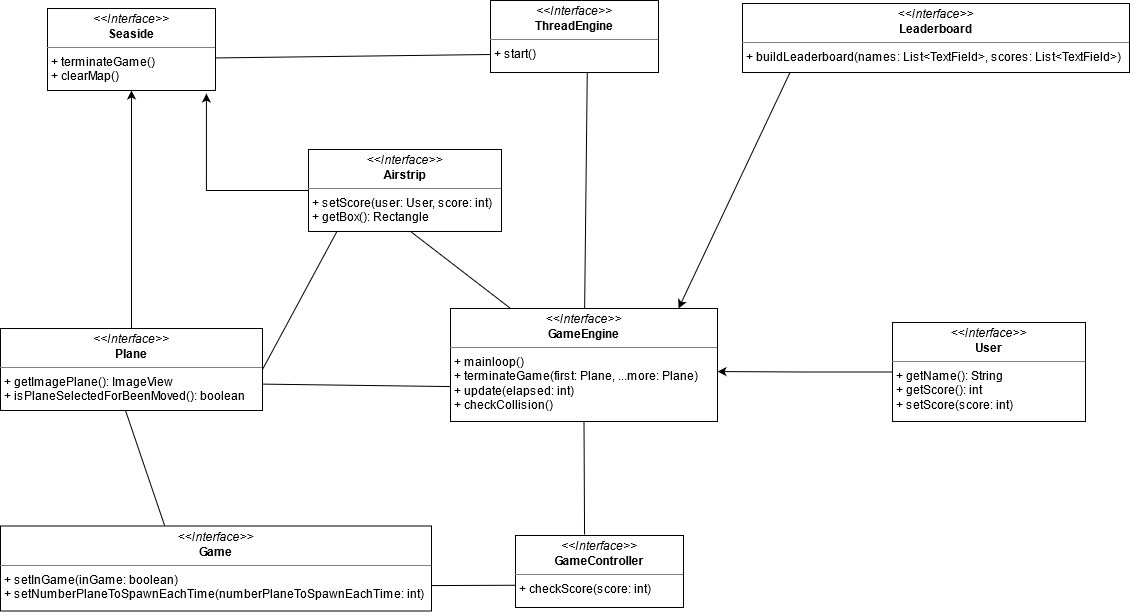 <<Interface>>
Seaside
+ terminateGame()
+ clearMap()
<<Interface>>
ThreadEngine
+ start()
<<Interface>>
Leaderboard
+ buildLeaderboard(names: List<TextField>, scores: List<TextField>)
<<Interface>>
Airstrip
+ setScore(user: User, score: int)
+ getBox(): Rectangle
<<Interface>>
Plane
+ getImagePlane(): ImageView
+ isPlaneSelectedForBeenMoved(): boolean
<<Interface>>
GameEngine
+ mainloop()
+ terminateGame(first: Plane, ...more: Plane)
+ update(elapsed: int)
+ checkCollision()
<<Interface>>
User
+ getName(): String
+ getScore(): int
+ setScore(score: int)
<<Interface>>
Game
+ setInGame(inGame: boolean)
+ setNumberPlaneToSpawnEachTime(numberPlaneToSpawnEachTime: int)
<<Interface>>
GameController
+ checkScore(score: int)